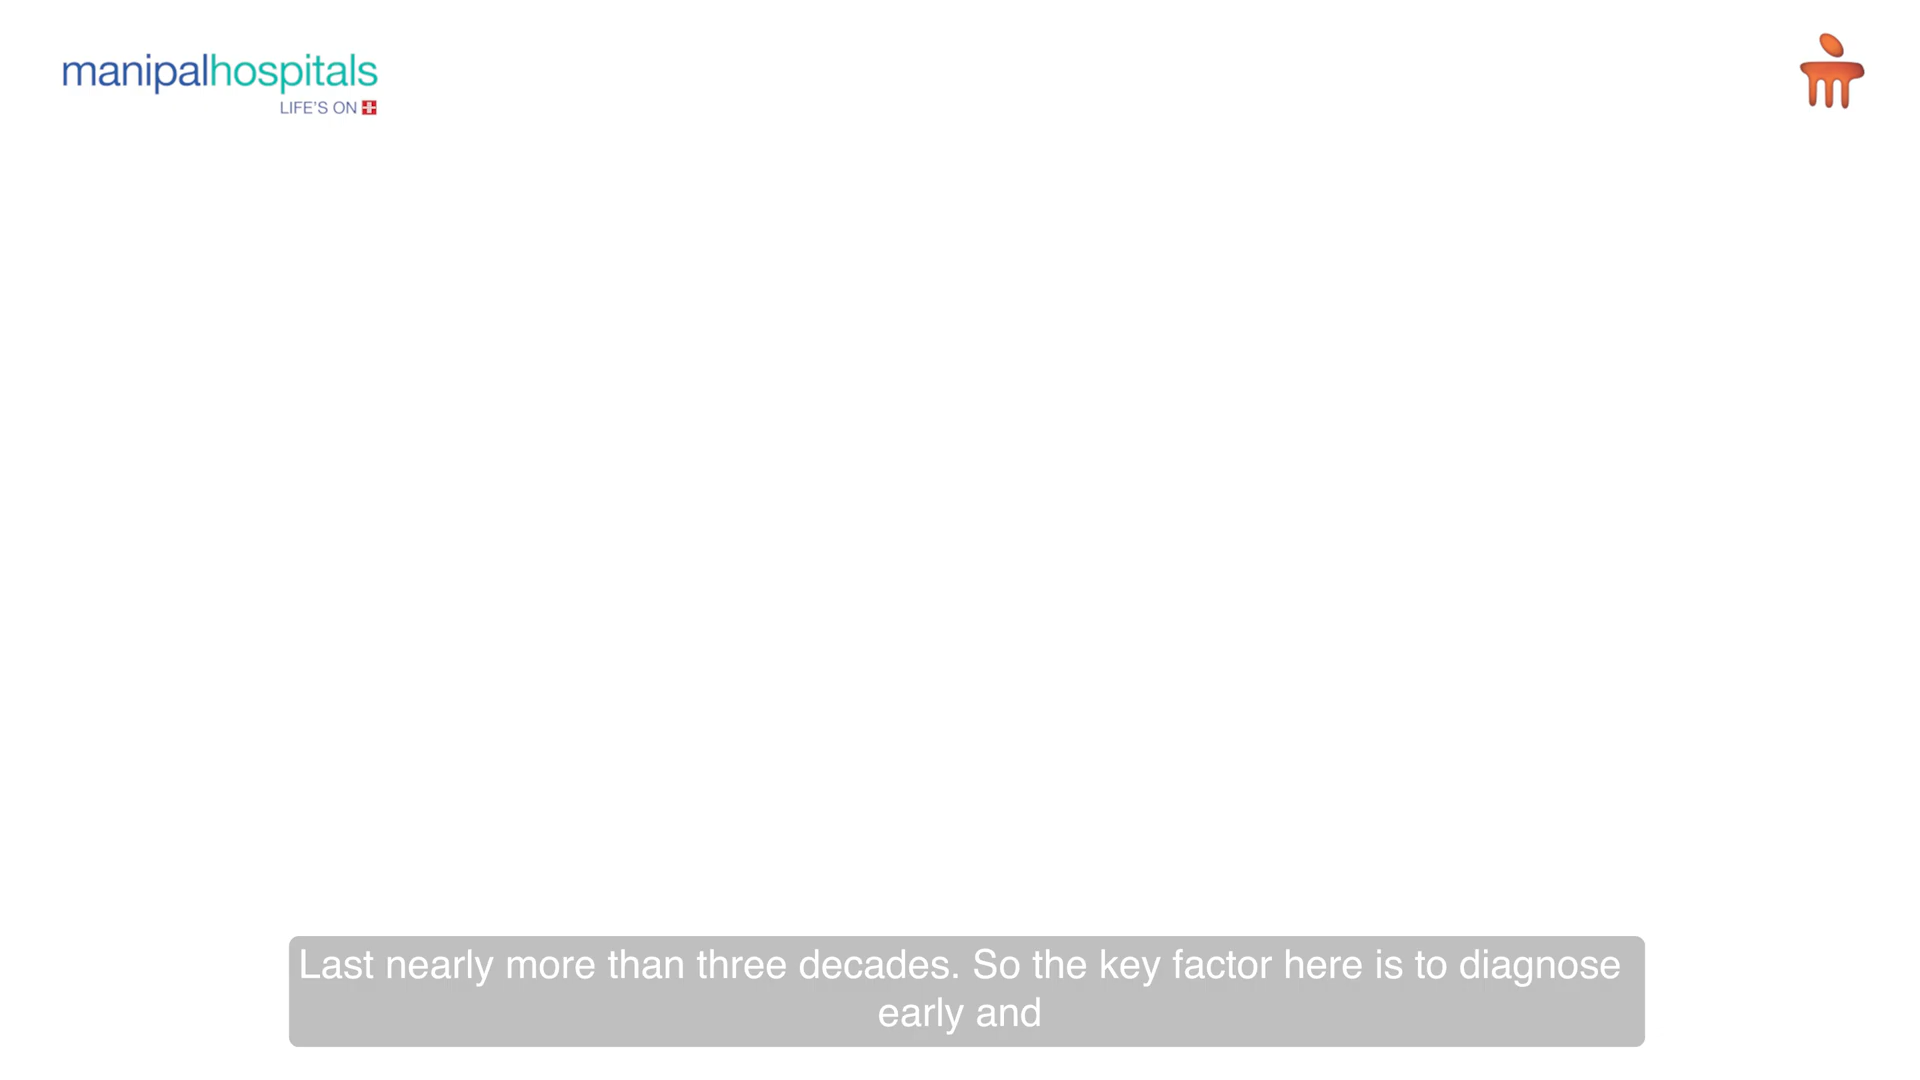 manipalhospitals
LIFE'S ON
Last nearly more than three decades. So the key factor here is to diagnose
early and